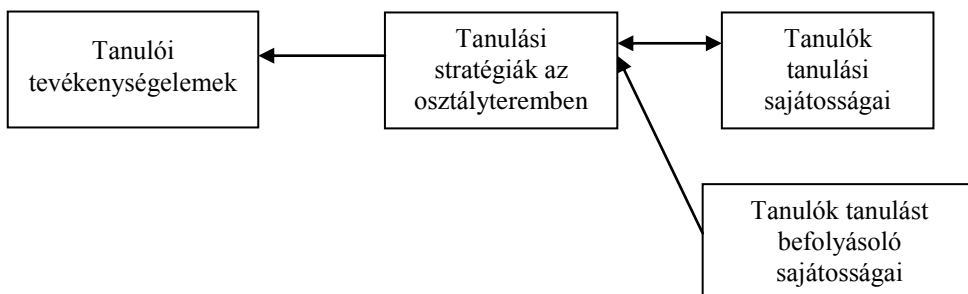 Tanulói
tevékenységelemek
Tanulási
stratégiák az
osztályteremben
Tanulók
tanulási
sajátosságai
Tanulók tanulást
befolyásoló
sajátosságai